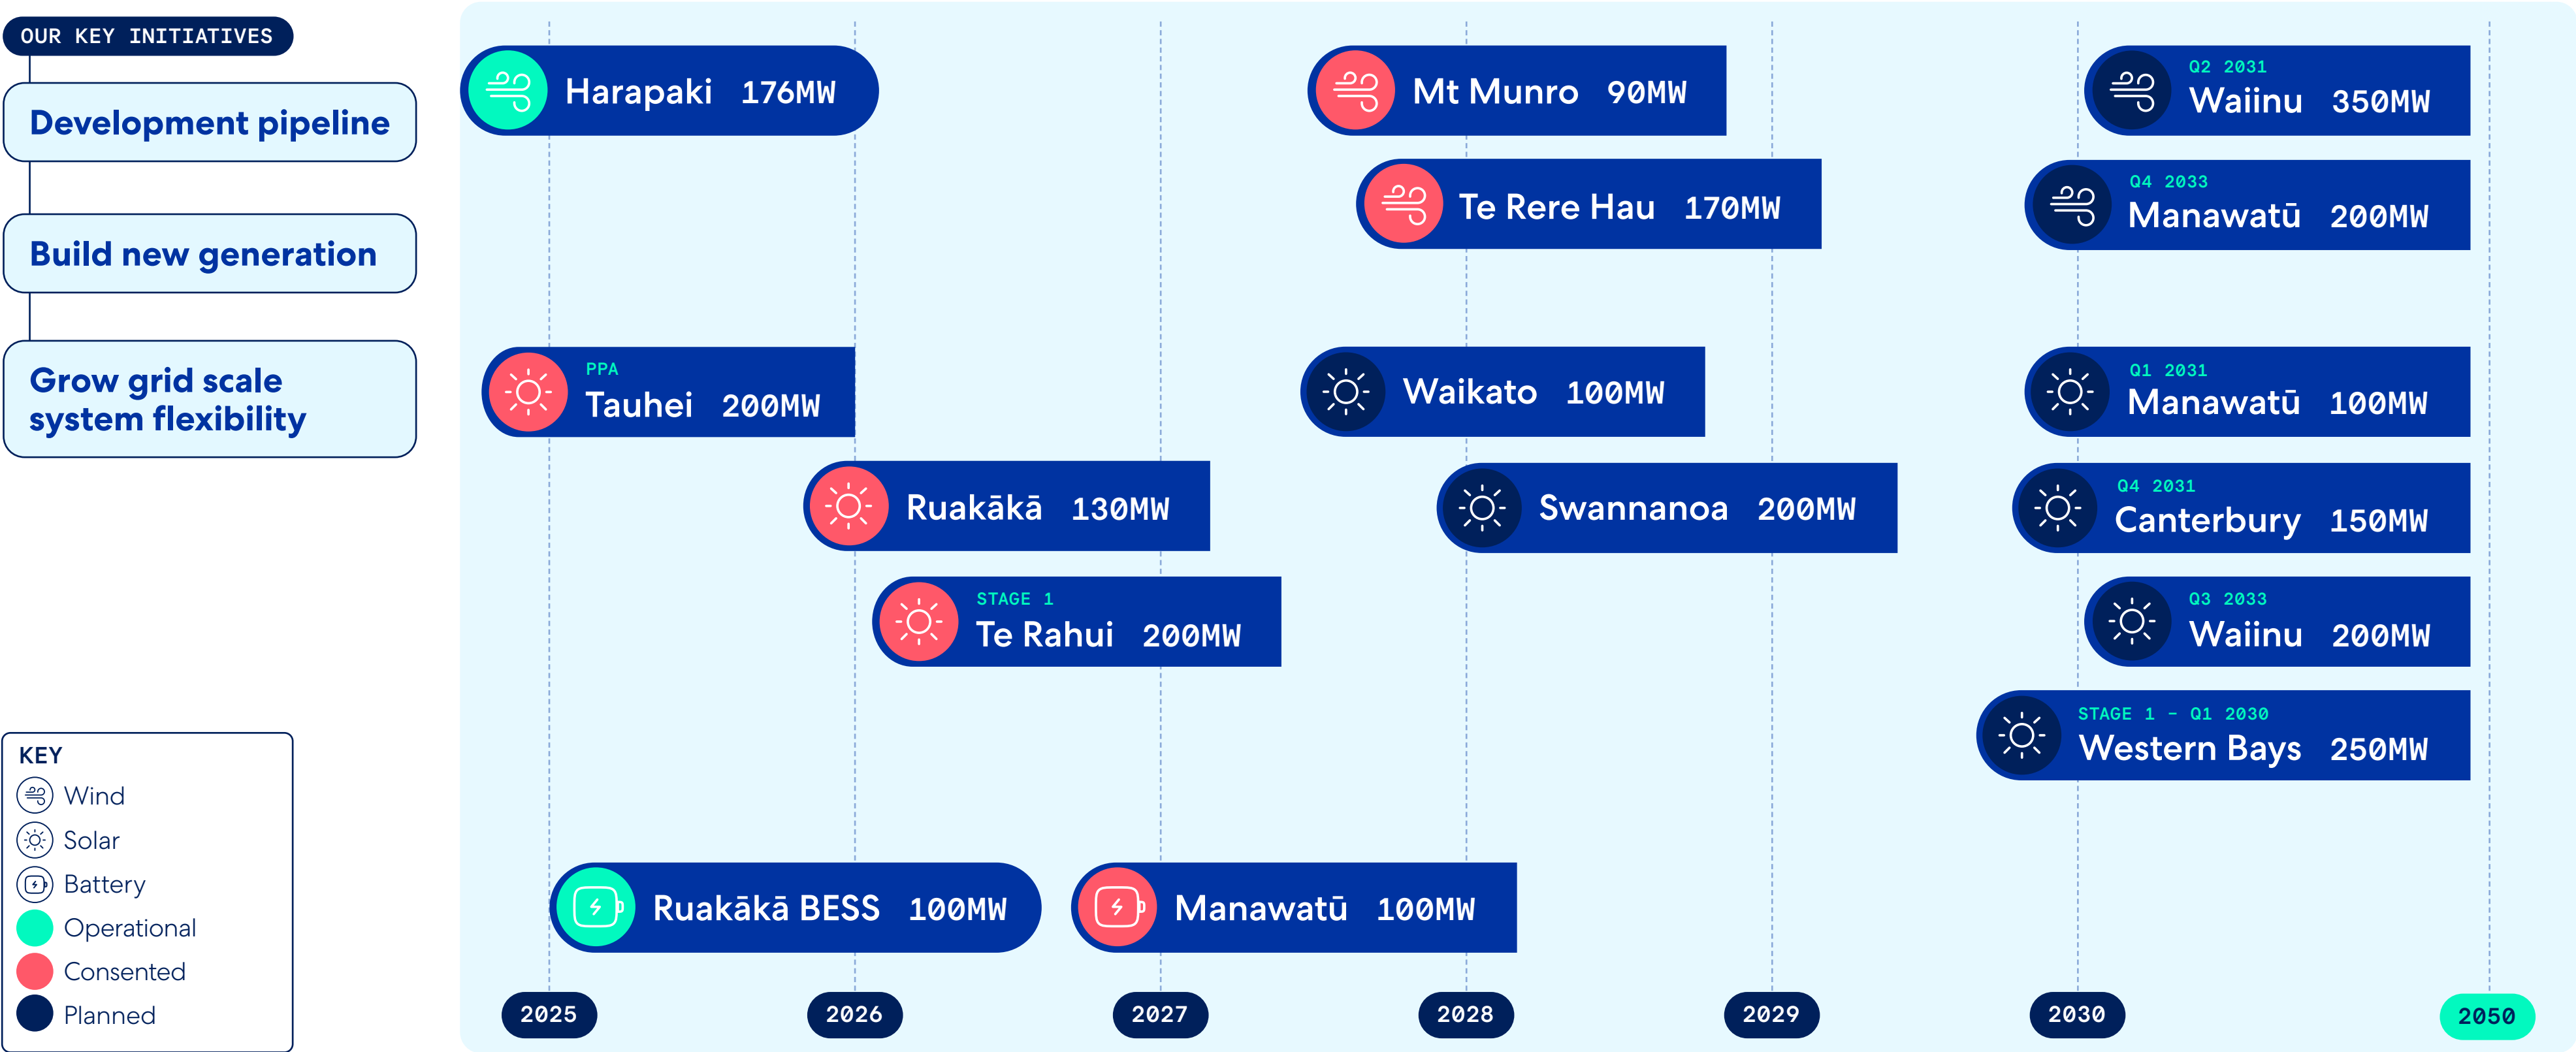 OUR KEY INITIATIVES
Development pipeline
Build new generation
Grow grid scale
system flexibility
KEY
Wind
Solar
Battery
Operational
Consented
Planned
Harapaki 176MW
Mt Munro 90MW
Q2 2031
Waiinu 350MW
Te Rere Hau 170MW
Q4 2033
Manawatū 200MW
PPA
Tauhei 200MW
Waikato 100MW
Q1 2031
Manawatū 100MW
Ruakākā 130MW
Swannanoa 200MW
Q4 2031
Canterbury 150MW
STAGE 1
Te Rahui 200MW
Q3 2033
Waiinu 200MW
STAGE 1 – Q1 2030
Western Bays 250MW
Ruakākā BESS 100MW
Manawatū 100MW
2025 2026 2027 2028 2029 2030 2050